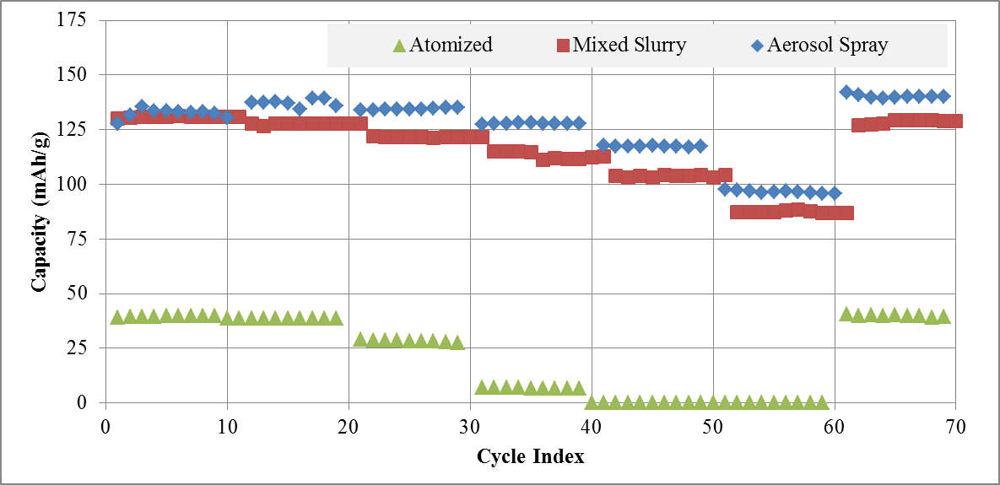 175
Atomized Mixed Slurry Aerosol Spray
150
125
100
75
50
25
0
Capacity (mAh/g)
0 10 20 30 40 50 60 70
Cycle Index